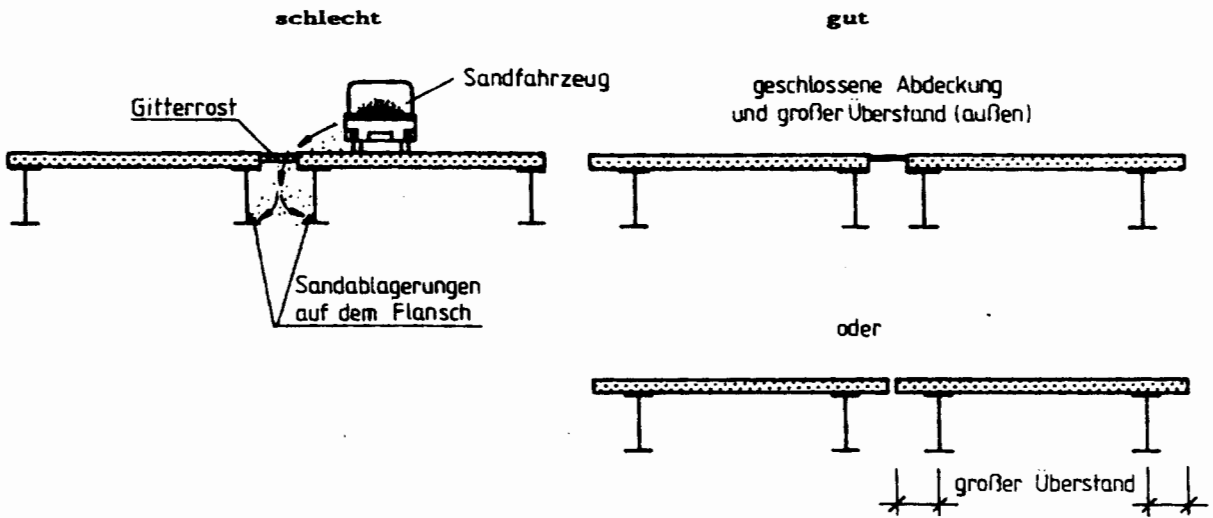 schlecht
gut
Sandfahrzeug
Gitterrost
geschlossene Abdeckung
und großer Überstand (außen)
Sandablagerungen
auf dem Flansch
oder
großer Überstand